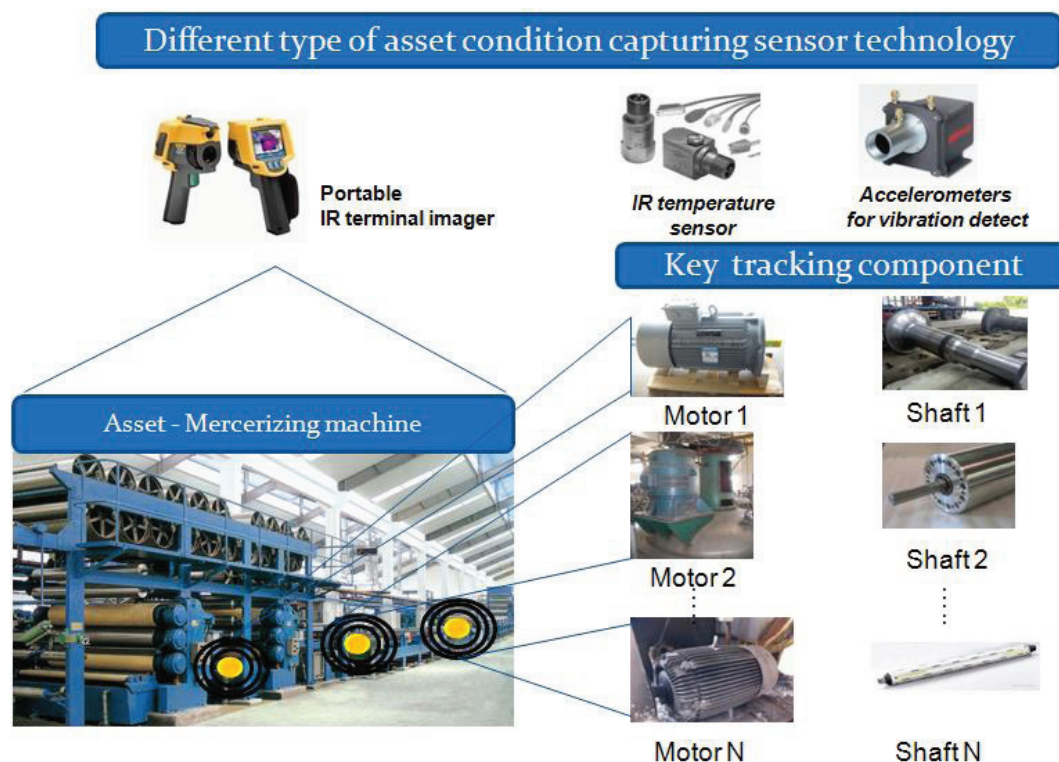 Different type of asset condition capturing sensor technology
Portable
IR terminal imager
IR temperature
sensor
Accelerometers
for vibration detect
Key tracking component
Asset - Mercerizing machine
Motor 1
Shaft 1
Motor 2
Shaft 2
Motor N
Shaft N